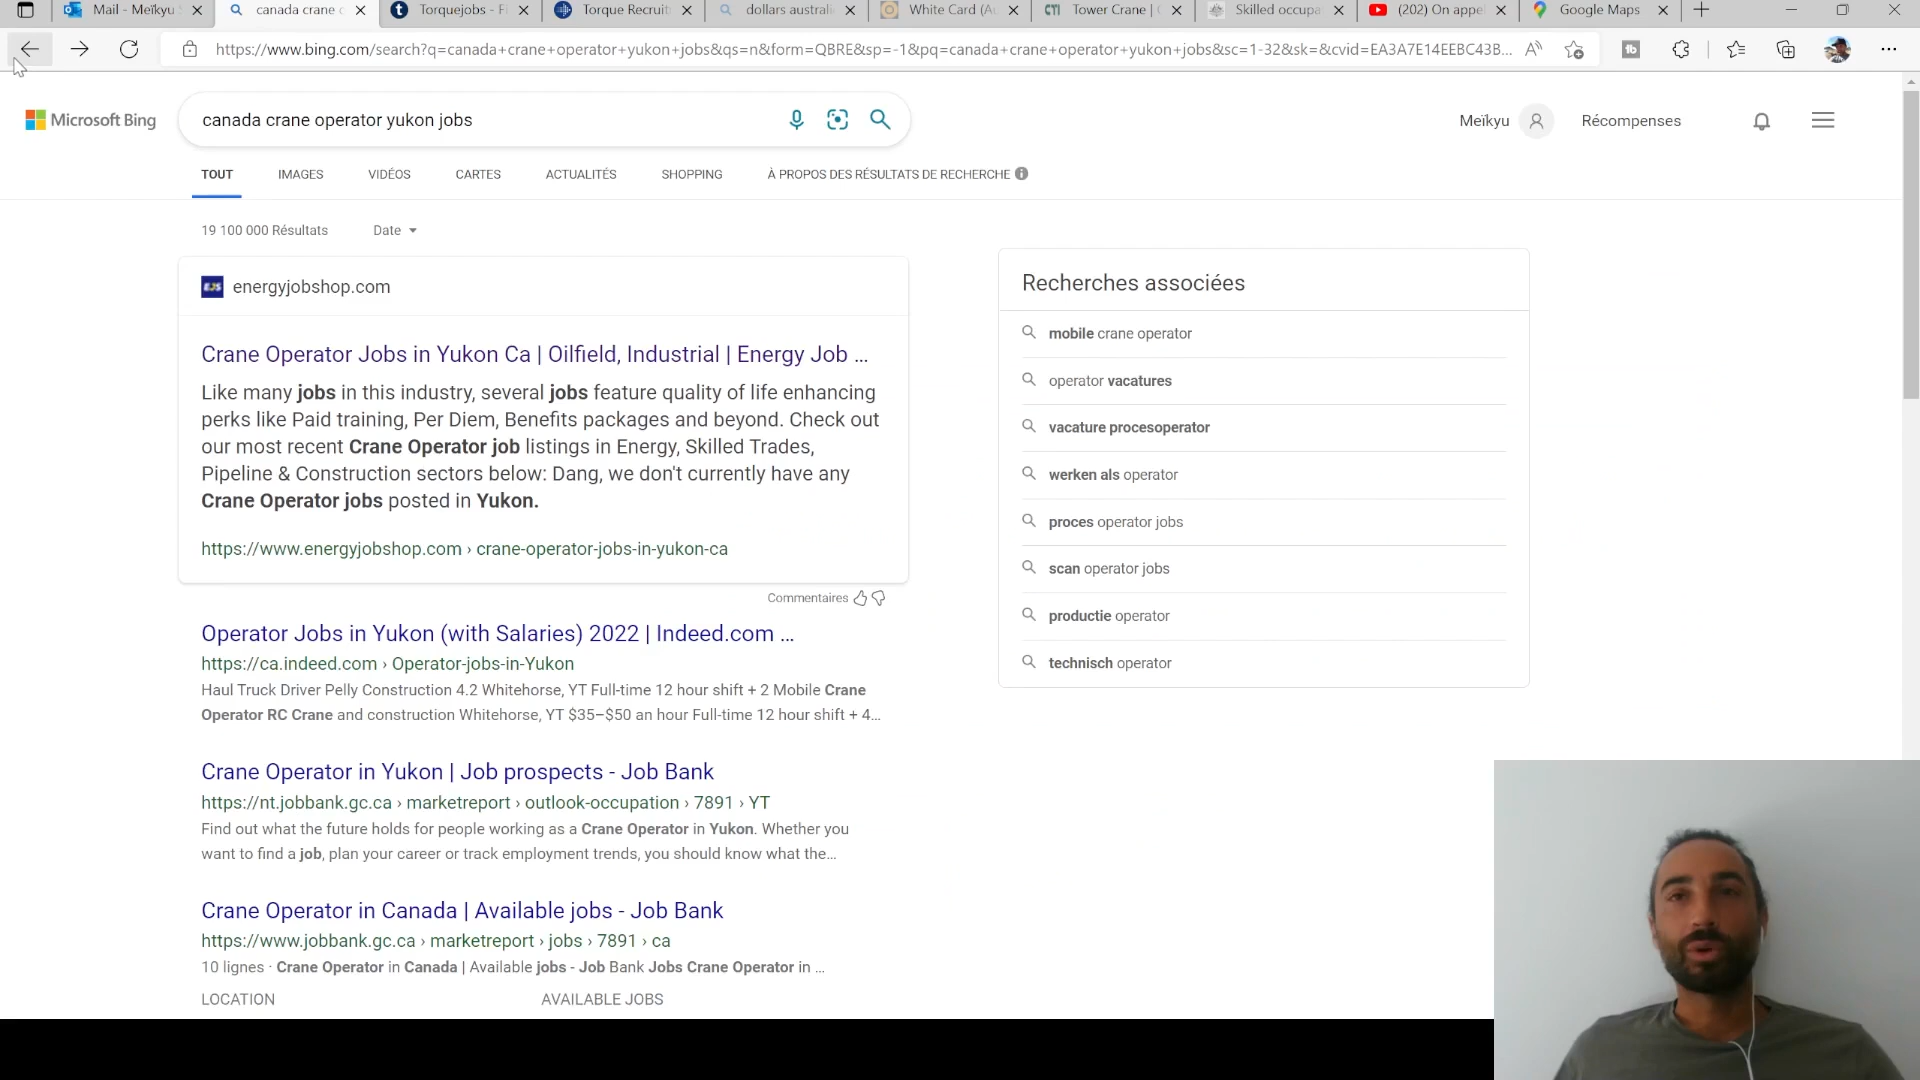 Mail - Meïkyu
canada crane
Torquejobs - F
Torque Recruit
dollars austral
White Card (A
Tower Crane |
Skilled occupa
(202) On appe
Google Maps
https://www.bing.com/search?q=canada+crane+operator+yukon+jobs&qs=n&form=QBRE&sp=-1&pq=canada+crane+operator+yukon+jobs&sc=1-32&sk=&cvid=EA3A7E14EEBC43B...
Microsoft Bing
canada crane operator yukon jobs
Meïkyu
Récompenses
TOUT
IMAGES
VIDÉOS
CARTES
ACTUALITÉS
SHOPPING
À PROPOS DES RÉSULTATS DE RECHERCHE
19 100 000 Résultats
Date
EJS
energyjobshop.com
Crane Operator Jobs in Yukon Ca | Oilfield, Industrial | Energy Job ...
Like many jobs in this industry, several jobs feature quality of life enhancing
perks like Paid training, Per Diem, Benefits packages and beyond. Check out
our most recent Crane Operator job listings in Energy, Skilled Trades,
Pipeline & Construction sectors below: Dang, we don't currently have any
Crane Operator jobs posted in Yukon.
https://www.energyjobshop.com › crane-operator-jobs-in-yukon-ca
Commentaires
Operator Jobs in Yukon (with Salaries) 2022 | Indeed.com ...
https://ca.indeed.com › Operator-jobs-in-Yukon
Haul Truck Driver Pelly Construction 4.2 Whitehorse, YT Full-time 12 hour shift + 2 Mobile Crane
Operator RC Crane and construction Whitehorse, YT $35–$50 an hour Full-time 12 hour shift + 4...
Crane Operator in Yukon | Job prospects - Job Bank
https://nt.jobbank.gc.ca › marketreport › outlook-occupation › 7891 › YT
Find out what the future holds for people working as a Crane Operator in Yukon. Whether you
want to find a job, plan your career or track employment trends, you should know what the...
Crane Operator in Canada | Available jobs - Job Bank
https://www.jobbank.gc.ca › marketreport › jobs › 7891 › ca
10 lignes · Crane Operator in Canada | Available jobs - Job Bank Jobs Crane Operator in ...
LOCATION
AVAILABLE JOBS
Recherches associées
mobile crane operator
operator vacatures
vacature procesoperator
werken als operator
proces operator jobs
scan operator jobs
productie operator
technisch operator